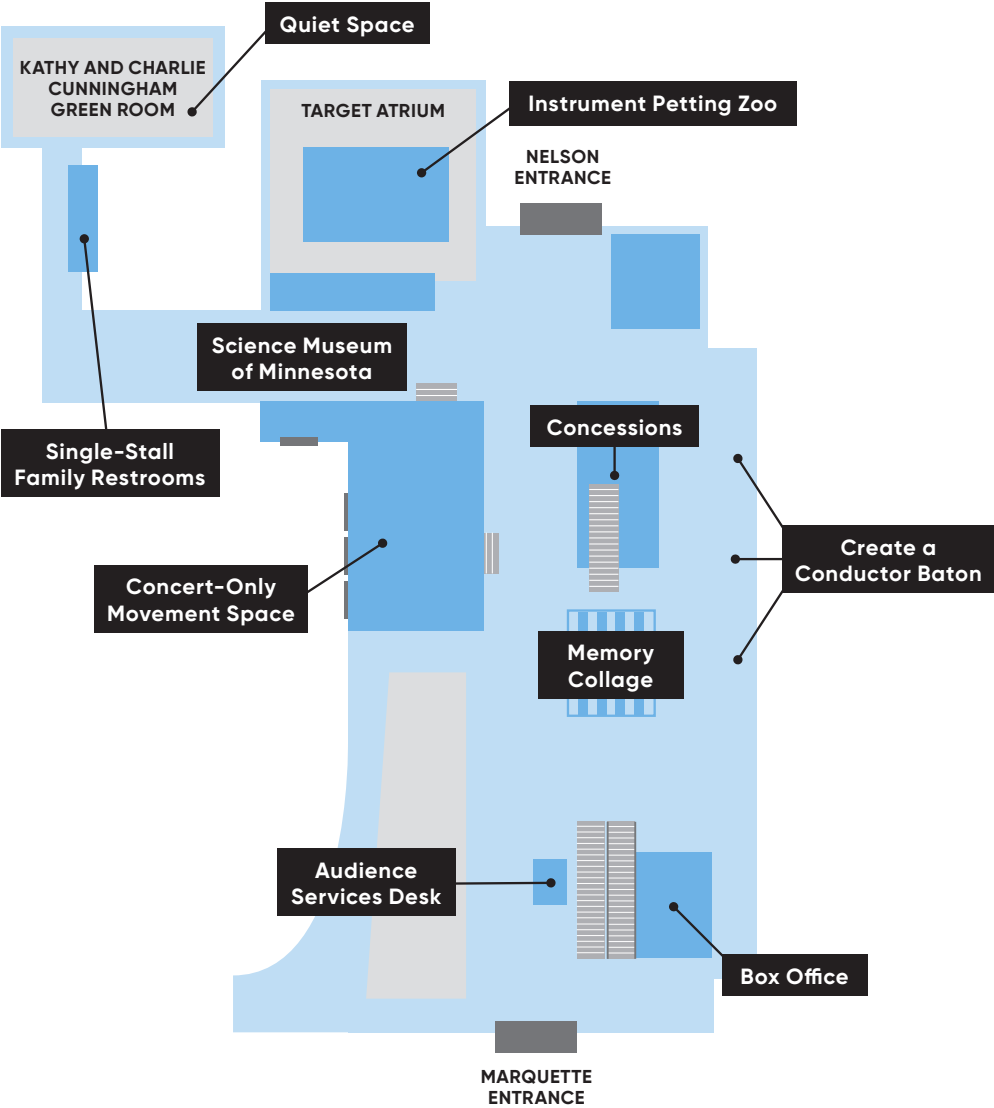 Quiet Space
KATHY AND CHARLIE
CUNNINGHAM
GREEN ROOM
TARGET ATRIUM
Instrument Petting Zoo
NELSON
ENTRANCE
Science Museum
of Minnesota
Concessions
Single-Stall
Family Restrooms
Create a
Conductor Baton
Concert-Only
Movement Space
Memory
Collage
Audience
Services Desk
Box Office
MARQUETTE
ENTRANCE